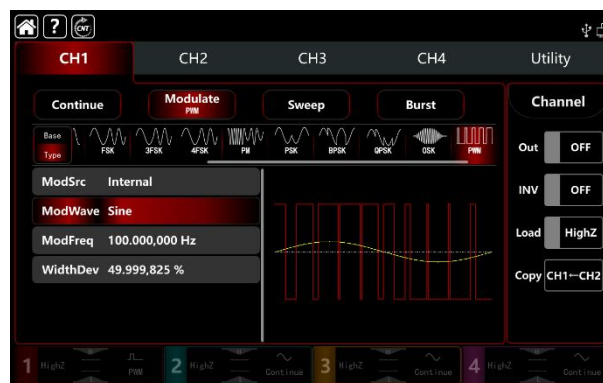 ? CNT
CH1 CH2 CH3 CH4 Utility
Continue Modulate PWM Sweep Burst Channel
Base Type FSK 3FSK 4FSK PM PSK BPSK QPSK OSK PWM
Out OFF
ModSrc Internal
INV OFF
ModWave Sine
ModFreq 100.000,000 Hz
Load HighZ
WidthDev 49.999,825 %
Copy CH1←CH2
1 HighZ PWM 2 HighZ Continue 3 HighZ Continue 4 HighZ Continue